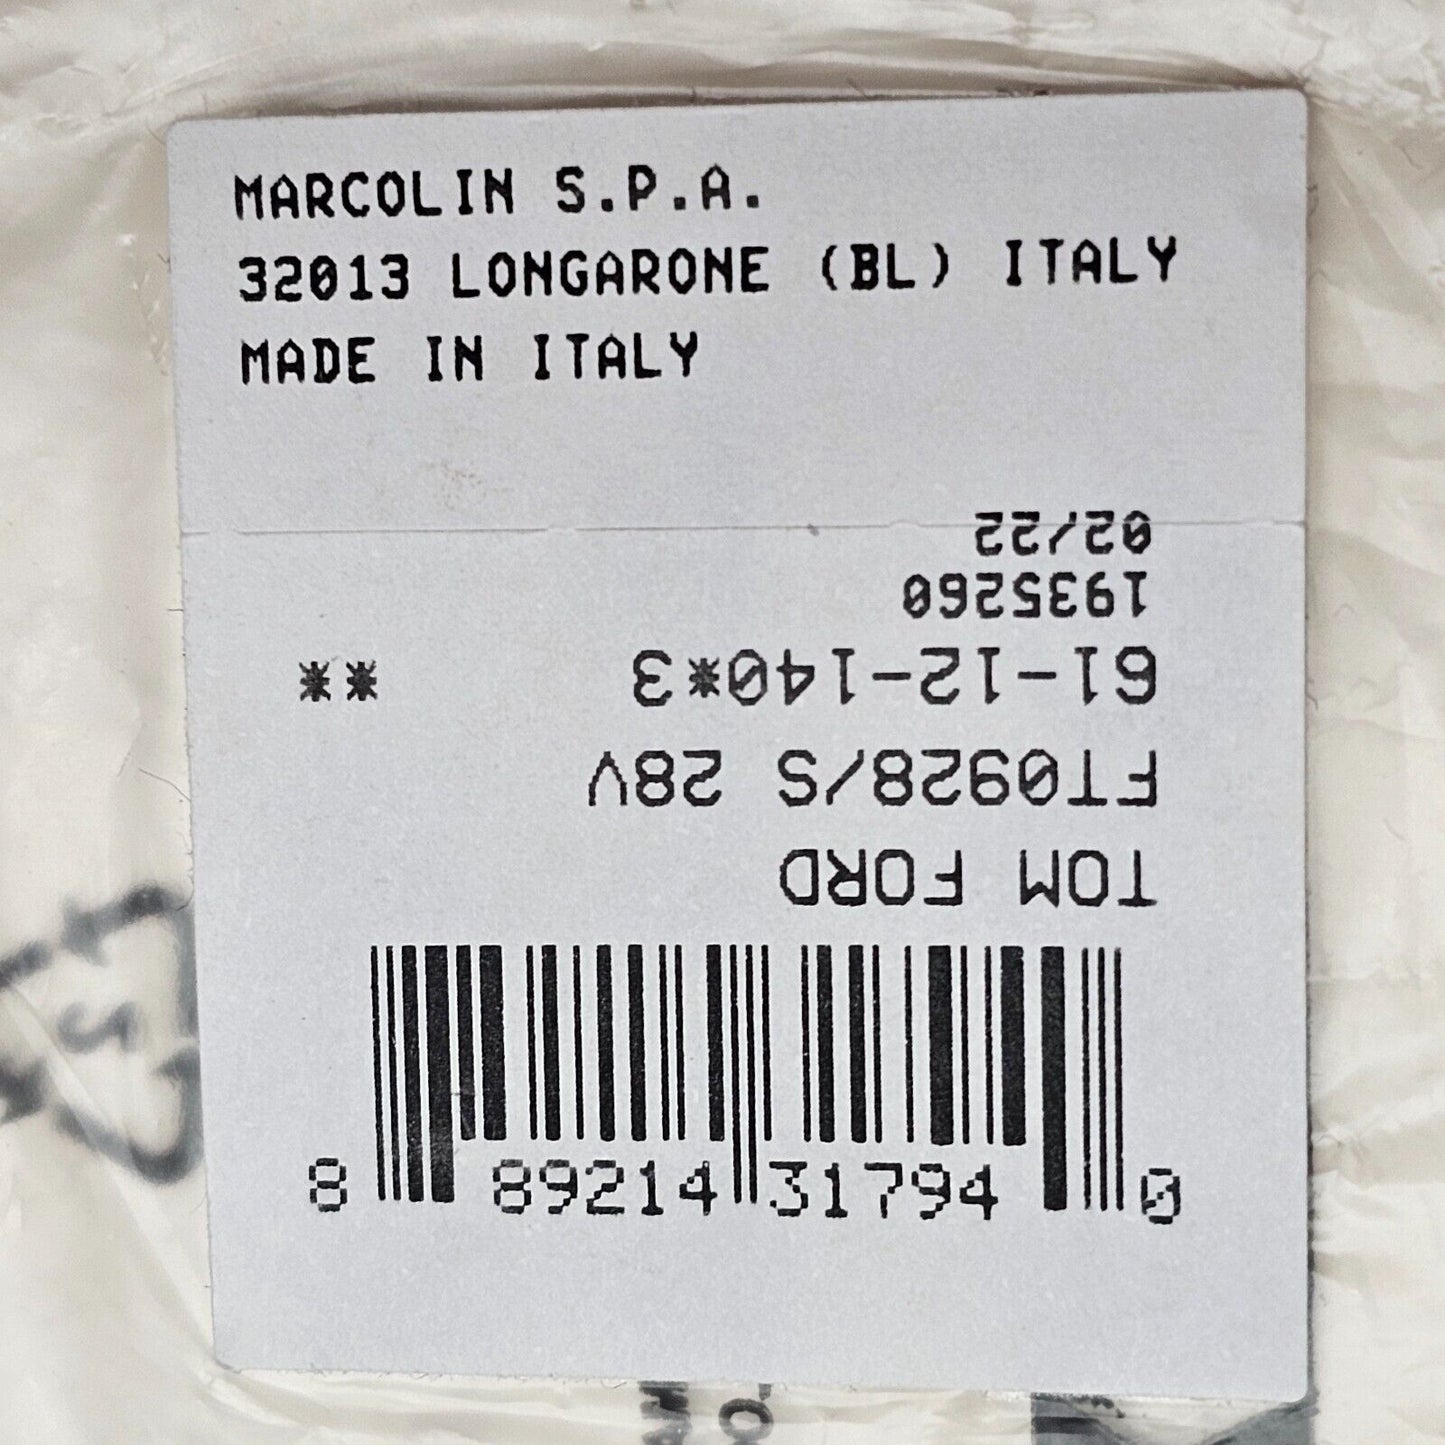 MARCOLIN S.P.A.
32013 LONGARONE (BL) ITALY
MADE IN ITALY
TOM FORD
FT0928/S 28V
61-12-140*3 **
1935260
02/22
8 89214 31794 0